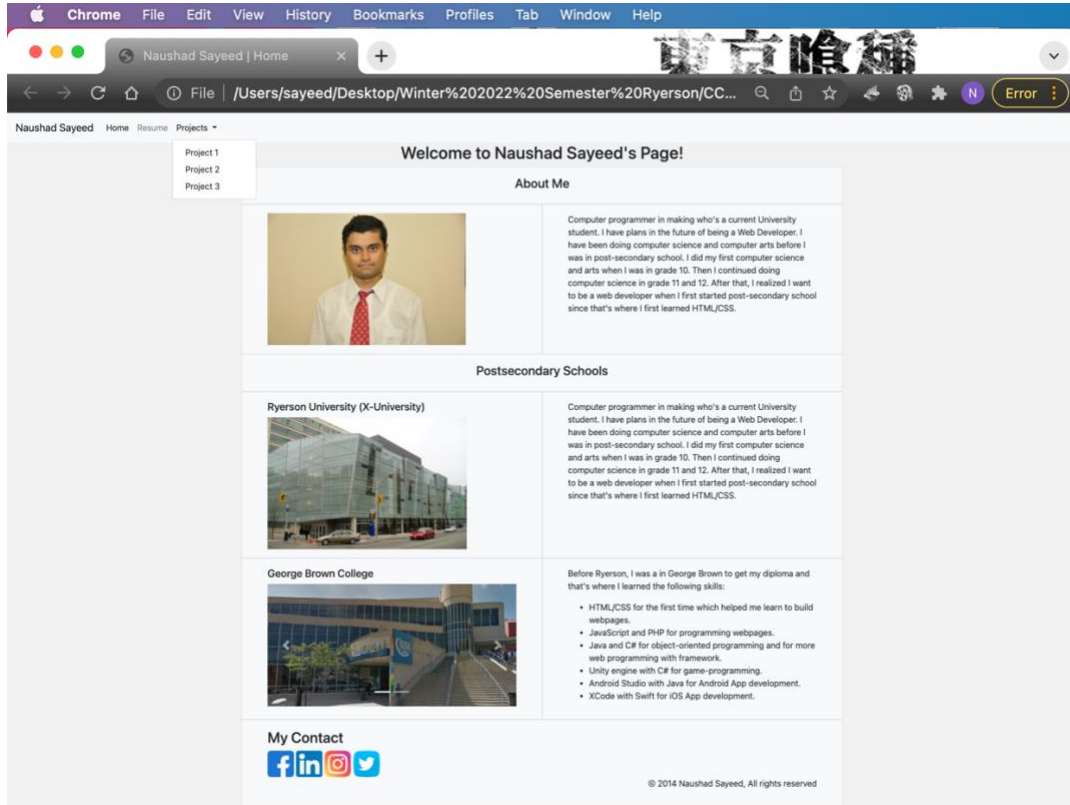 Chrome File Edit View History Bookmarks Profiles Tab Window Help
Naushad Sayeed | Home
東京喰種
File | /Users/sayeed/Desktop/Winter%202022%20Semester%20Ryerson/CC...
N
Error
Naushad Sayeed Home Resume Projects
Project 1
Project 2
Project 3
Welcome to Naushad Sayeed's Page!
About Me
Computer programmer in making who's a current University
student. I have plans in the future of being a Web Developer. I
have been doing computer science and computer arts before I
was in post-secondary school. I did my first computer science
and arts when I was in grade 10. Then I continued doing
computer science in grade 11 and 12. After that, I realized I want
to be a web developer when I first started post-secondary school
since that's where I first learned HTML/CSS.
Postsecondary Schools
Ryerson University (X-University)
Computer programmer in making who's a current University
student. I have plans in the future of being a Web Developer. I
have been doing computer science and computer arts before I
was in post-secondary school. I did my first computer science
and arts when I was in grade 10. Then I continued doing
computer science in grade 11 and 12. After that, I realized I want
to be a web developer when I first started post-secondary school
since that's where I first learned HTML/CSS.
George Brown College
Before Ryerson, I was a in George Brown to get my diploma and
that's where I learned the following skills:
• HTML/CSS for the first time which helped me learn to build
webpages.
• JavaScript and PHP for programming webpages.
• Java and C# for object-oriented programming and for more
web programming with framework.
• Unity engine with C# for game-programming.
• Android Studio with Java for Android App development.
• XCode with Swift for iOS App development.
My Contact
© 2014 Naushad Sayeed, All rights reserved